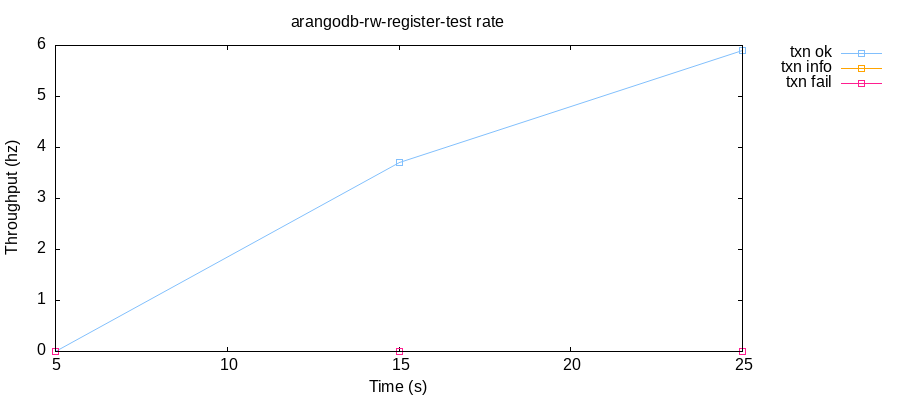 arangodb-rw-register-test rate
txn ok
txn info
txn fail
Throughput (hz)
6
5
4
3
2
1
0
5
10
15
20
25
Time (s)